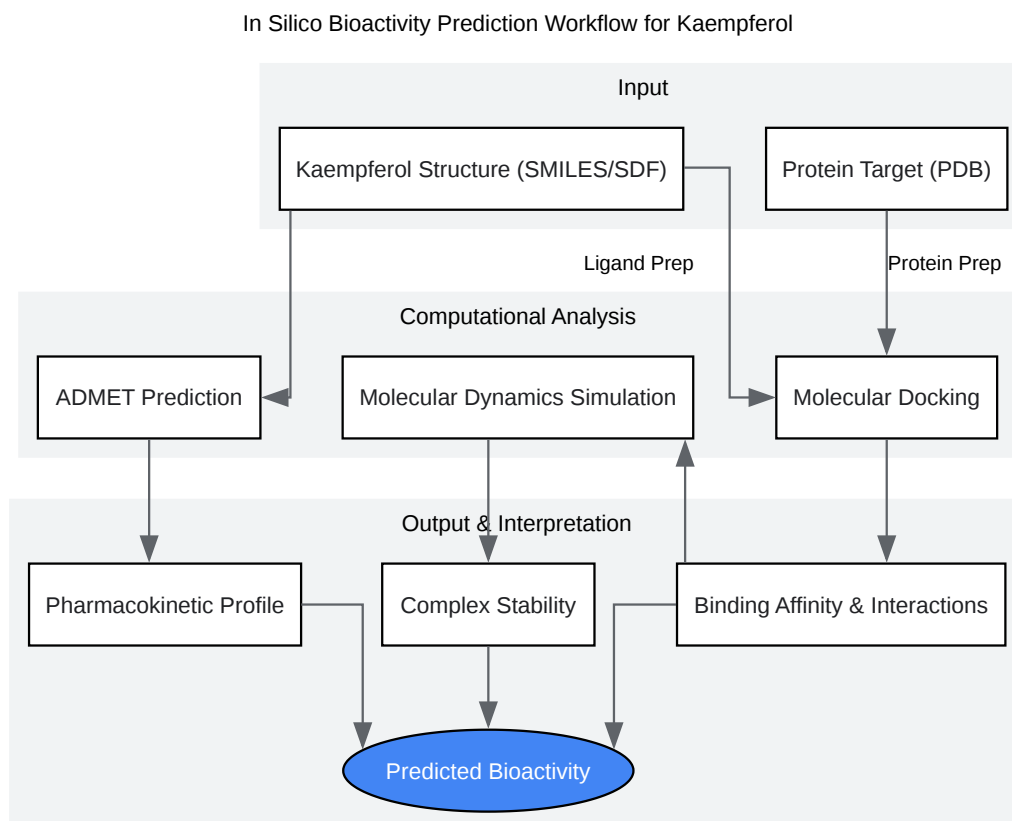 In Silico Bioactivity Prediction Workflow for Kaempferol
Input
Kaempferol Structure (SMILES/SDF)
Protein Target (PDB)
Ligand Prep
Protein Prep
Computational Analysis
ADMET Prediction
Molecular Dynamics Simulation
Molecular Docking
Output & Interpretation
Pharmacokinetic Profile
Complex Stability
Binding Affinity & Interactions
Predicted Bioactivity